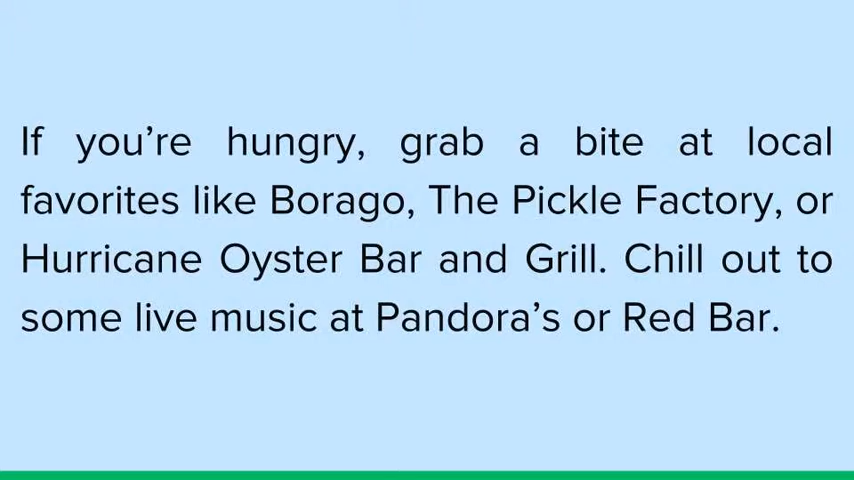 If you’re hungry, grab a bite at local
favorites like Borago, The Pickle Factory, or
Hurricane Oyster Bar and Grill. Chill out to
some live music at Pandora’s or Red Bar.